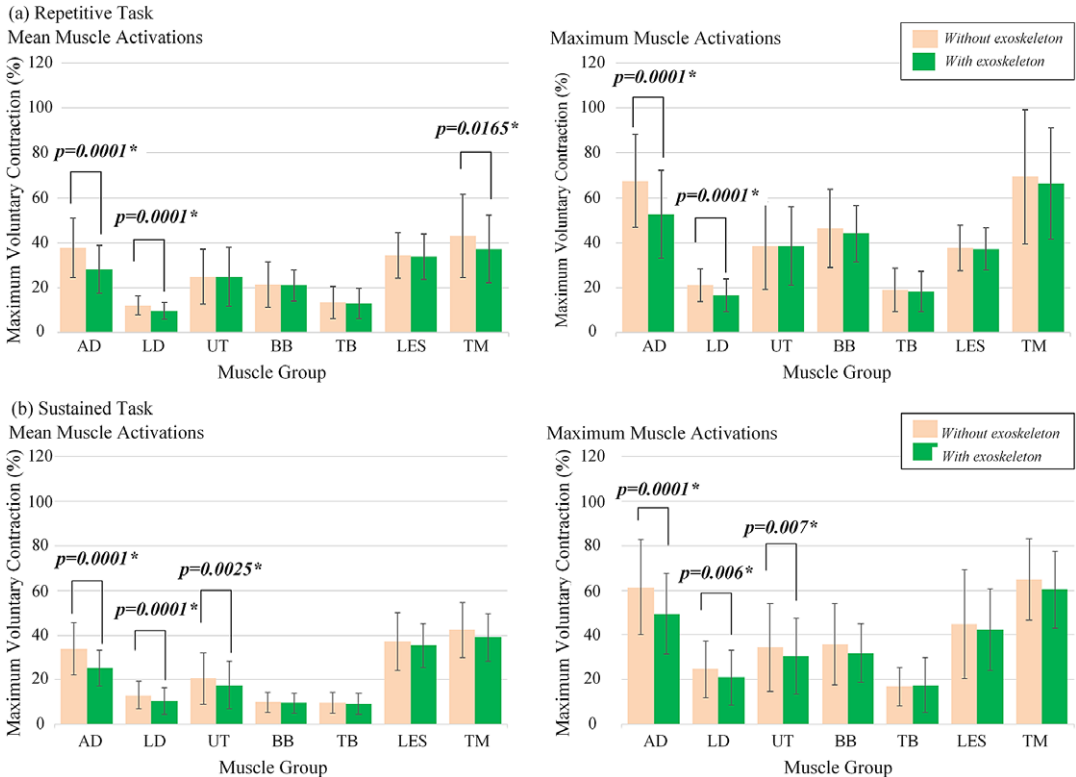 (a) Repetitive Task
Mean Muscle Activations
Maximum Voluntary Contraction (%)
120
100
80
60
40
20
0
p=0.0001*
p=0.0001*
p=0.0165*
AD LD UT BB TB LES TM
Muscle Group
Maximum Muscle Activations
Without exoskeleton
With exoskeleton
Maximum Voluntary Contraction (%)
120
100
80
60
40
20
0
p=0.0001*
p=0.0001*
AD LD UT BB TB LES TM
Muscle Group
(b) Sustained Task
Mean Muscle Activations
Maximum Voluntary Contraction (%)
120
100
80
60
40
20
0
p=0.0001*
p=0.0001*
p=0.0025*
AD LD UT BB TB LES TM
Muscle Group
Maximum Muscle Activations
Without exoskeleton
With exoskeleton
Maximum Voluntary Contraction (%)
120
100
80
60
40
20
0
p=0.0001*
p=0.006*
p=0.007*
AD LD UT BB TB LES TM
Muscle Group